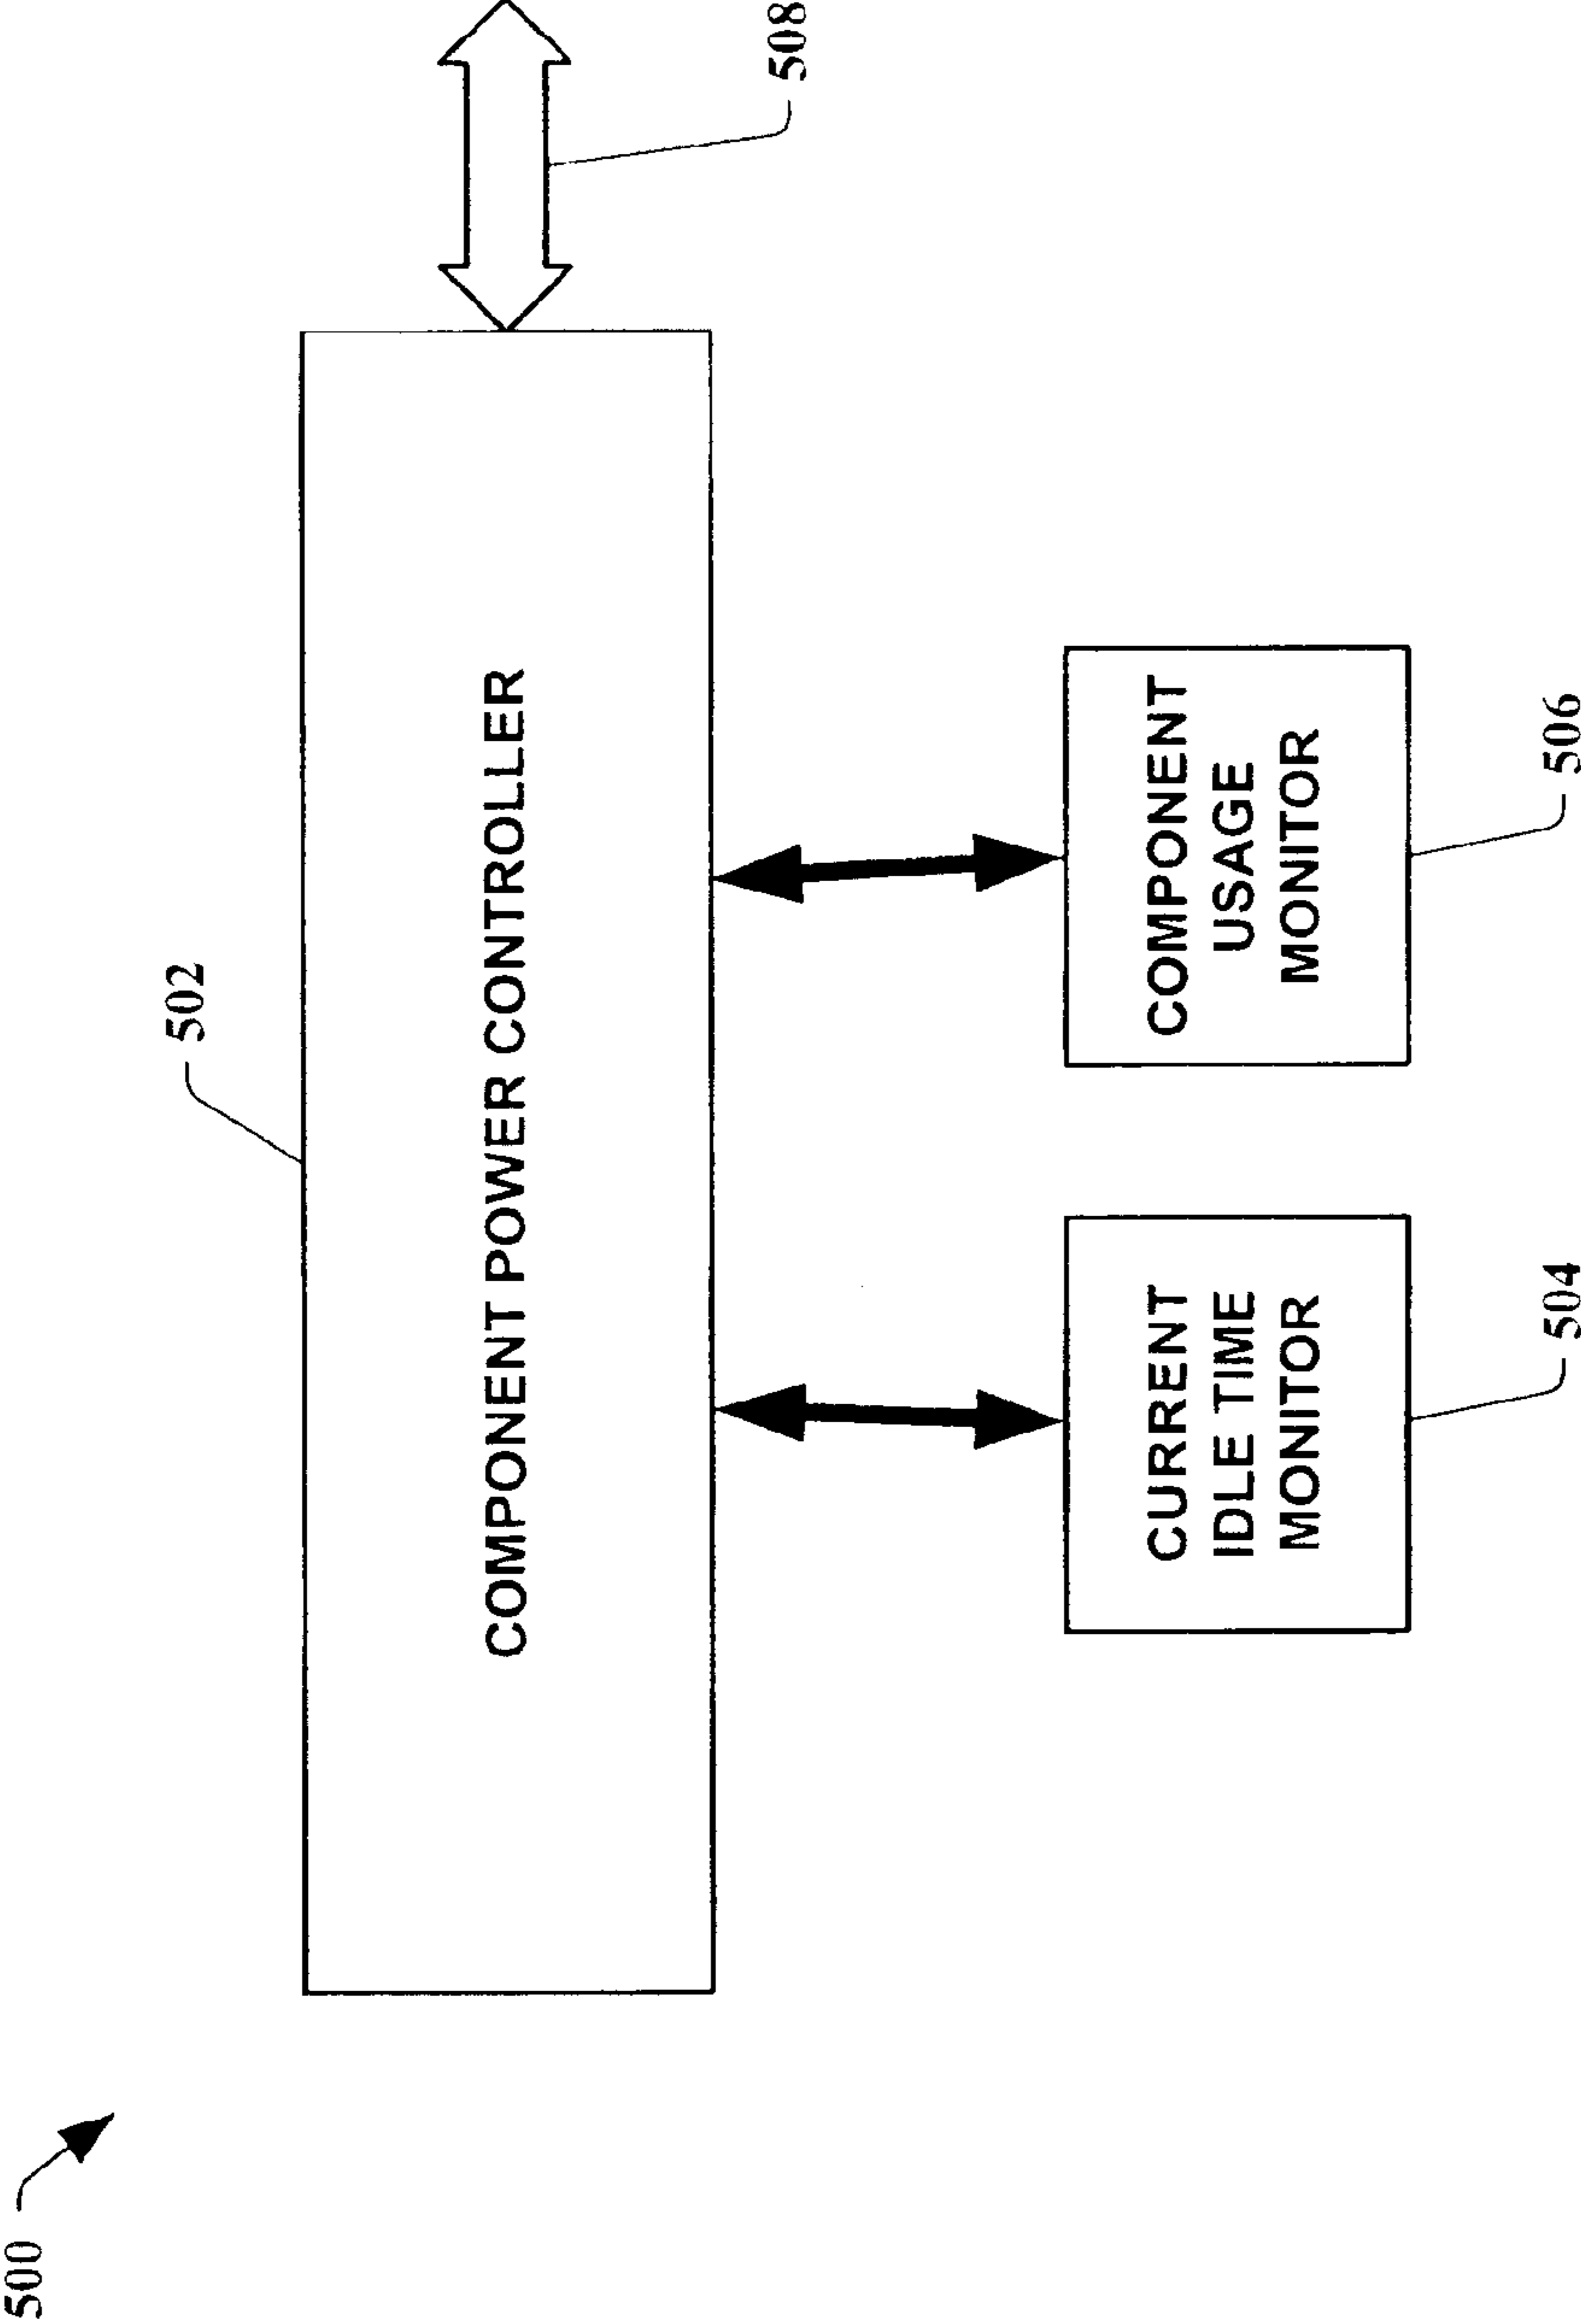 500
502
COMPONENT POWER CONTROLLER
508
CURRENT
IDLE TIME
MONITOR
504
COMPONENT
USAGE
MONITOR
506